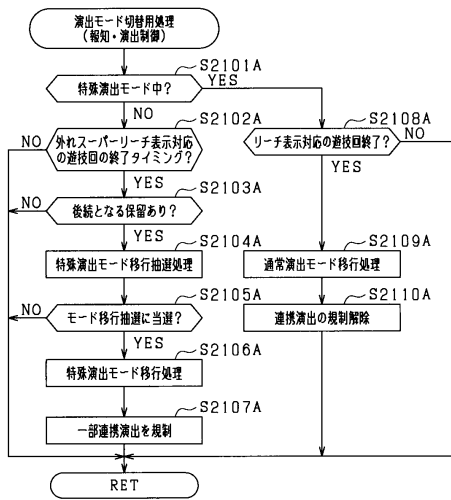 演出モード切替用処理
(報知・演出制御)
S2101A
特殊演出モード中?
YES
NO
S2102A
外れスーパーリーチ表示対応
の遊技回の終了タイミング?
NO
YES
S2103A
後続となる保留あり?
NO
YES
S2104A
特殊演出モード移行抽選処理
S2105A
モード移行抽選に当選?
NO
YES
S2106A
特殊演出モード移行処理
S2107A
一部連携演出を規制
S2108A
リーチ表示対応の遊技回終了?
NO
YES
S2109A
通常演出モード移行処理
S2110A
連携演出の規制解除
RET